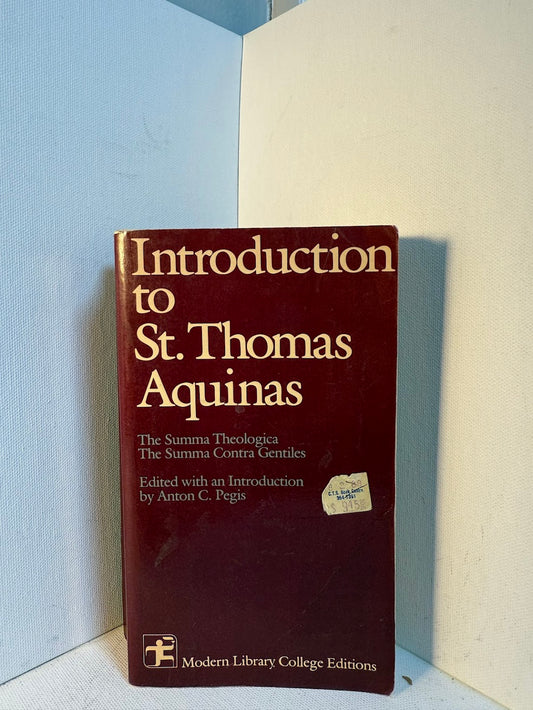 Introduction
to
St. Thomas
Aquinas
The Summa Theologica
The Summa Contra Gentiles
Edited with an Introduction
by Anton C. Pegis
Book
Modern Library College Editions